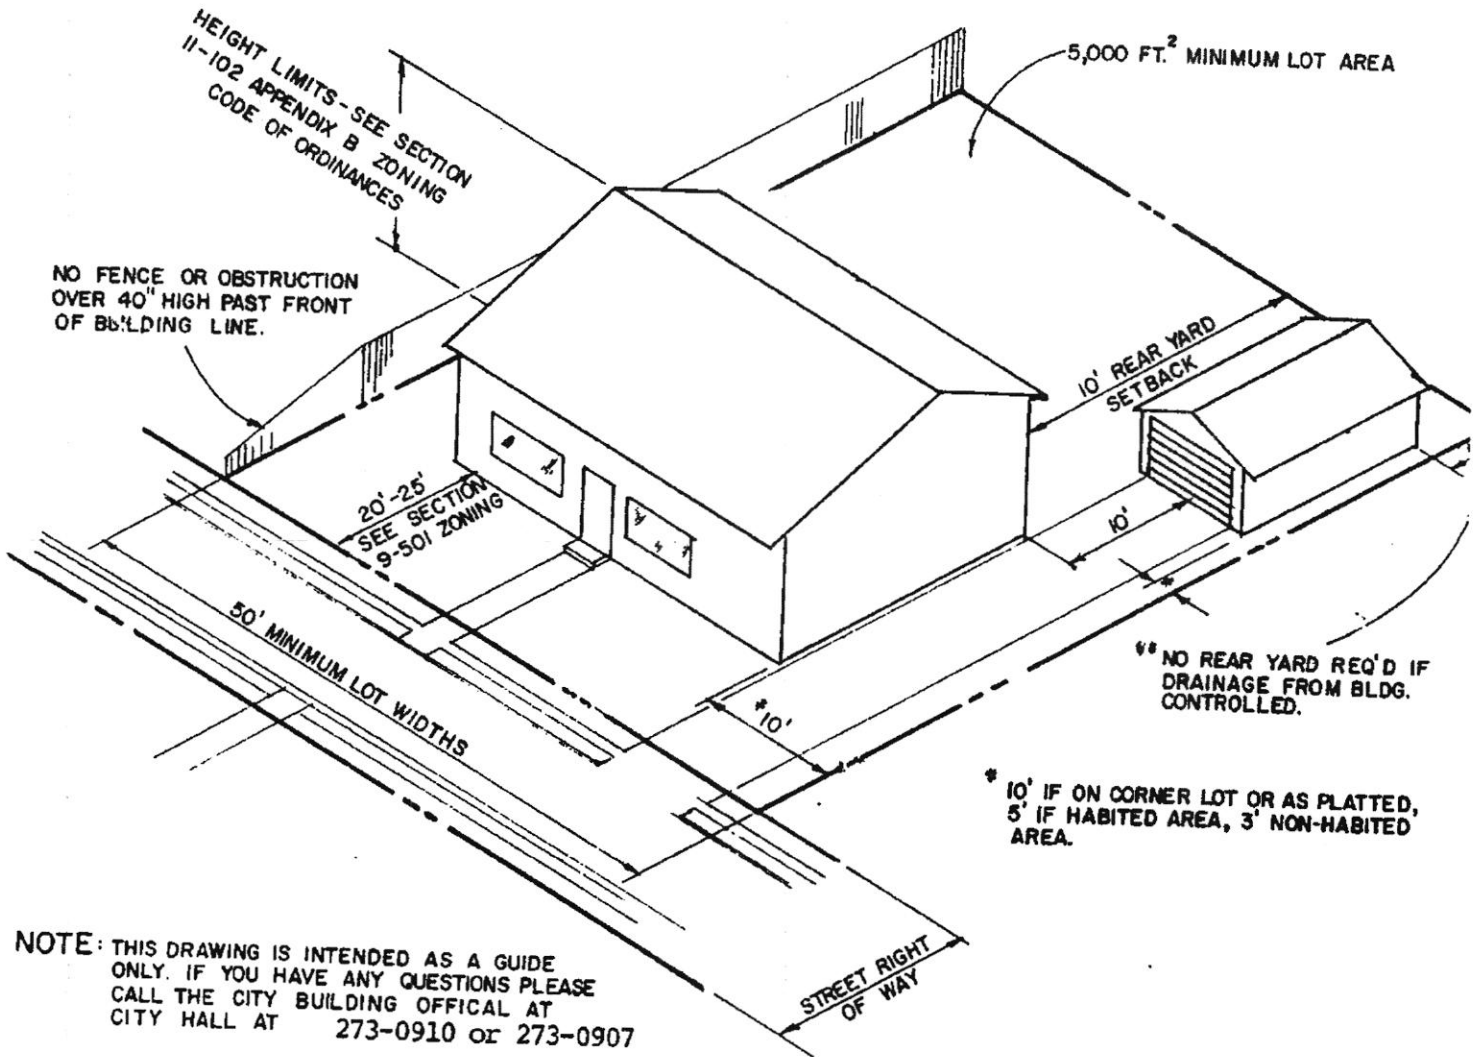 HEIGHT LIMITS - SEE SECTION
11-102 APPENDIX B ZONING
CODE OF ORDINANCES
5,000 FT.² MINIMUM LOT AREA
NO FENCE OR OBSTRUCTION
OVER 40" HIGH PAST FRONT
OF BUILDING LINE.
10' REAR YARD
SETBACK
20'-25'
SEE SECTION
9-501 ZONING
10'
*
50' MINIMUM LOT WIDTHS
*10'
** NO REAR YARD REQ'D IF
DRAINAGE FROM BLDG.
CONTROLLED.
* 10' IF ON CORNER LOT OR AS PLATTED,
5' IF HABITED AREA, 3' NON-HABITED
AREA.
STREET RIGHT
OF WAY
NOTE: THIS DRAWING IS INTENDED AS A GUIDE
ONLY. IF YOU HAVE ANY QUESTIONS PLEASE
CALL THE CITY BUILDING OFFICAL AT
CITY HALL AT 273-0910 or 273-0907